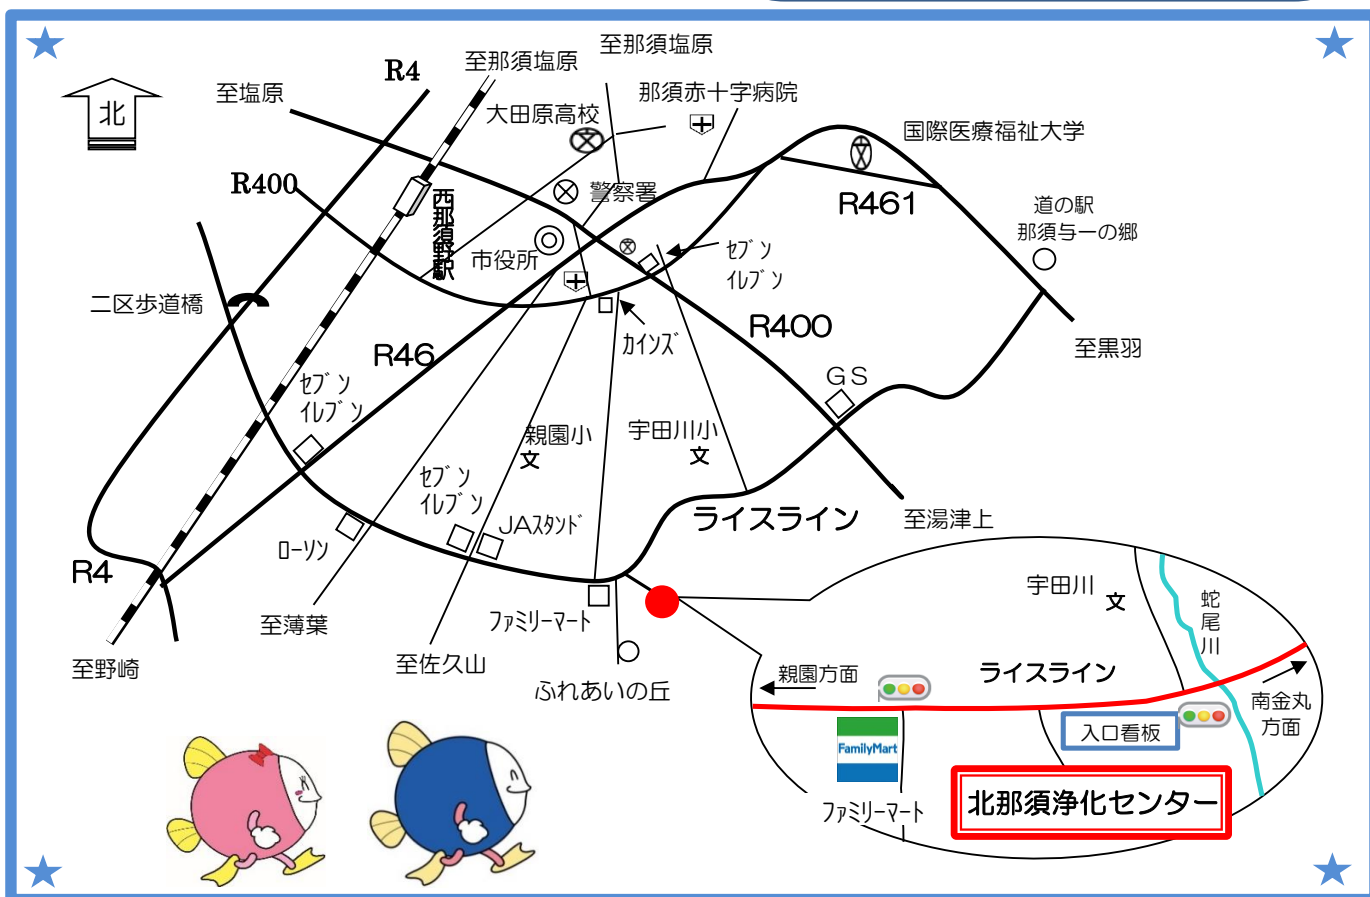 至那須塩原
至那須塩原
R4
至塩原
北
大田原高校
那須赤十字病院
国際医療福祉大学
R400
西那須野駅
警察署
R461
道の駅
那須与一の郷
市役所
ｾﾌﾞﾝ
ｲﾚﾌﾞﾝ
二区歩道橋
R400
R46
ｶｲﾝｽﾞ
至黒羽
ｾﾌﾞﾝ
ｲﾚﾌﾞﾝ
ＧＳ
親園小
文
宇田川小
文
ｾﾌﾞﾝ
ｲﾚﾌﾞﾝ
JAｽﾀﾝﾄﾞ
ライスライン
至湯津上
ﾛｰｿﾝ
R4
ﾌｧﾐﾘｰﾏｰﾄ
至薄葉
至佐久山
至野崎
ふれあいの丘
宇田川
文
蛇尾川
親園方面
ライスライン
南金丸
方面
入口看板
FamilyMart
ﾌｧﾐﾘｰﾏｰﾄ
北那須浄化センター